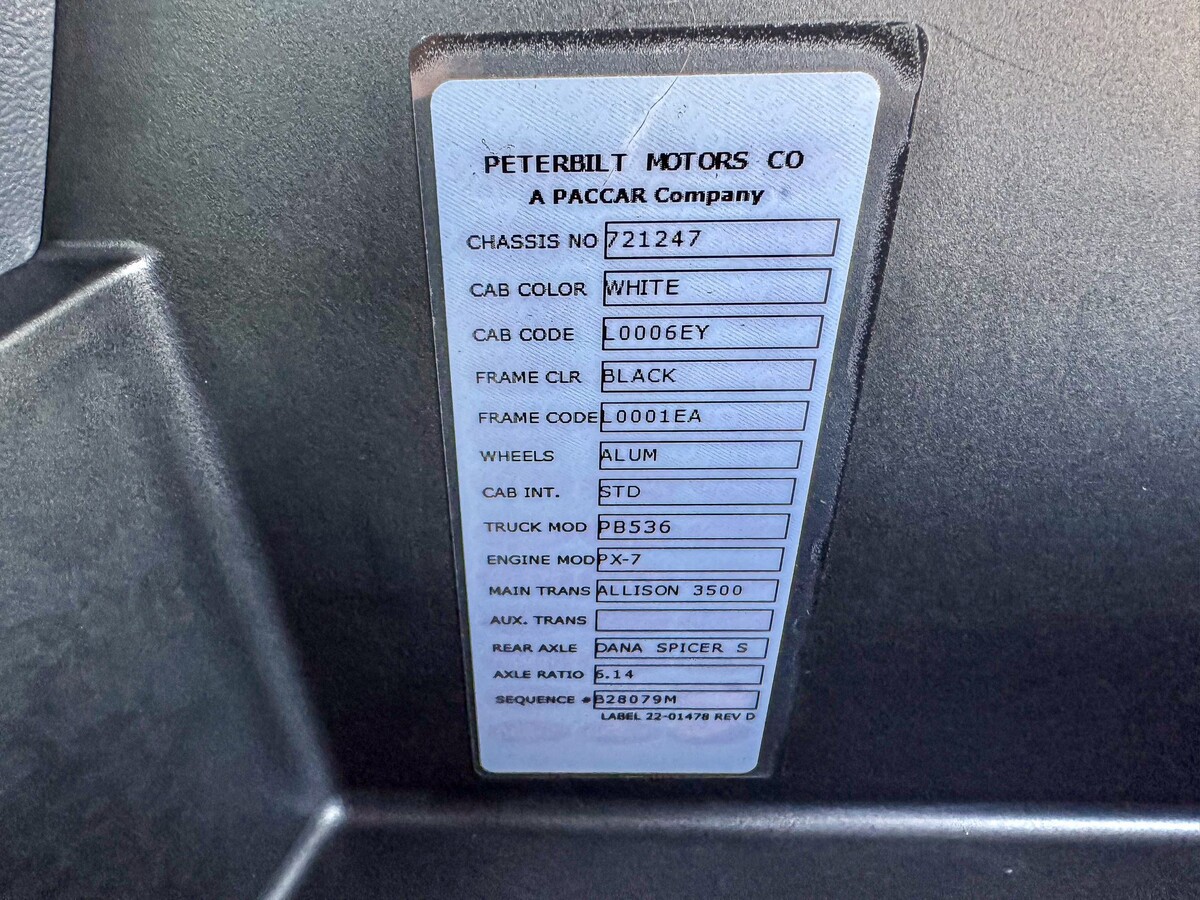 PETERBILT MOTORS CO
A PACCAR Company
CHASSIS NO 721247
CAB COLOR WHITE
CAB CODE L0006EY
FRAME CLR BLACK
FRAME CODE L0001EA
WHEELS ALUM
CAB INT. STD
TRUCK MOD PB536
ENGINE MOD PX-7
MAIN TRANS ALLISON 3500
AUX. TRANS
REAR AXLE DANA SPICER S
AXLE RATIO 6.14
SEQUENCE # B28079M
LABEL 22-01478 REV D